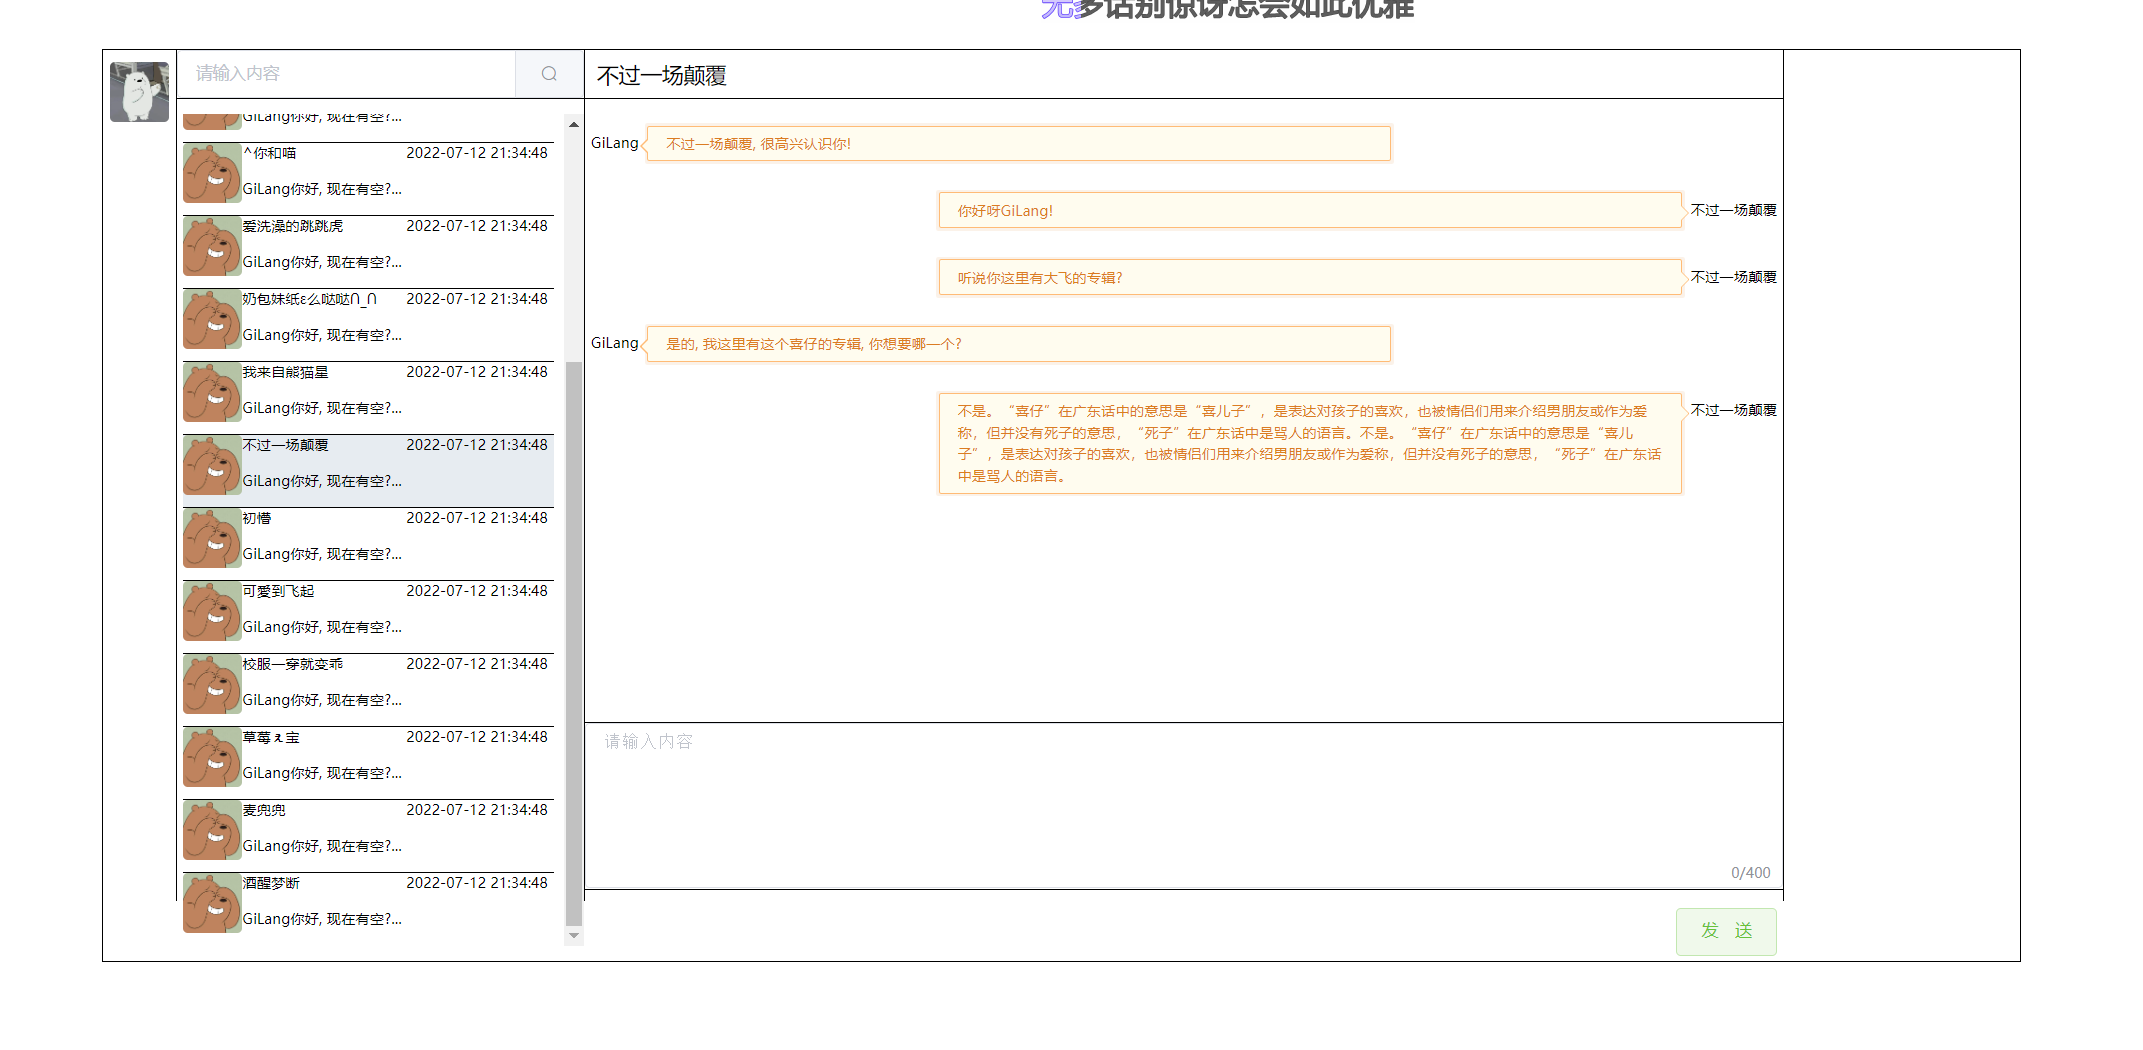 多话别惊讶怎会如此优雅
请输入内容
不过一场颠覆
GiLang你好, 现在有空?...
^你和喵 2022-07-12 21:34:48
GiLang你好, 现在有空?...
爱洗澡的跳跳虎 2022-07-12 21:34:48
GiLang你好, 现在有空?...
奶包妹纸ε么哒哒∩_∩ 2022-07-12 21:34:48
GiLang你好, 现在有空?...
我来自熊猫星 2022-07-12 21:34:48
GiLang你好, 现在有空?...
不过一场颠覆 2022-07-12 21:34:48
GiLang你好, 现在有空?...
初懵 2022-07-12 21:34:48
GiLang你好, 现在有空?...
可愛到飞起 2022-07-12 21:34:48
GiLang你好, 现在有空?...
校服一穿就变乖 2022-07-12 21:34:48
GiLang你好, 现在有空?...
草莓ぇ宝 2022-07-12 21:34:48
GiLang你好, 现在有空?...
麦兜兜 2022-07-12 21:34:48
GiLang你好, 现在有空?...
酒醒梦断 2022-07-12 21:34:48
GiLang你好, 现在有空?...
GiLang 不过一场颠覆, 很高兴认识你!
你好呀GiLang! 不过一场颠覆
听说你这里有大飞的专辑? 不过一场颠覆
GiLang 是的, 我这里有这个喜仔的专辑, 你想要哪一个?
不是。“喜仔”在广东话中的意思是“喜儿子”，是表达对孩子的喜欢，也被情侣们用来介绍男朋友或作为爱 不过一场颠覆
称，但并没有死子的意思，“死子”在广东话中是骂人的语言。不是。“喜仔”在广东话中的意思是“喜儿
子”，是表达对孩子的喜欢，也被情侣们用来介绍男朋友或作为爱称，但并没有死子的意思，“死子”在广东话
中是骂人的语言。
请输入内容
0/400
发 送